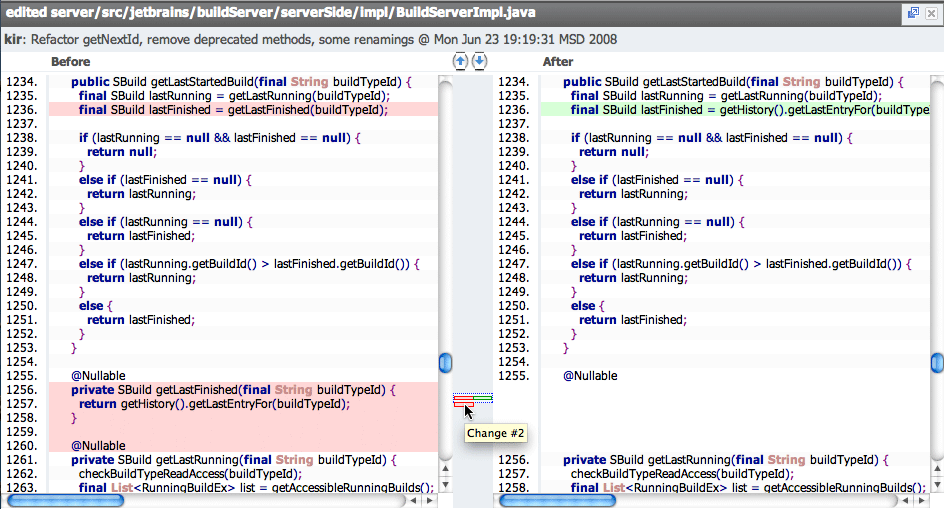 edited server/src/jetbrains/buildServer/serverSide/impl/BuildServerImpl.java
kir: Refactor getNextId, remove deprecated methods, some renamings @ Mon Jun 23 19:19:31 MSD 2008
Before
1234. public SBuild getLastStartedBuild(final String buildTypeId) {
1235. final SBuild lastRunning = getLastRunning(buildTypeId);
1236. final SBuild lastFinished = getLastFinished(buildTypeId);
1237.
1238. if (lastRunning == null && lastFinished == null) {
1239. return null;
1240. }
1241. else if (lastFinished == null) {
1242. return lastRunning;
1243. }
1244. else if (lastRunning == null) {
1245. return lastFinished;
1246. }
1247. else if (lastRunning.getBuildId() > lastFinished.getBuildId()) {
1248. return lastRunning;
1249. }
1250. else {
1251. return lastFinished;
1252. }
1253. }
1254.
1255. @Nullable
1256. private SBuild getLastFinished(final String buildTypeId) {
1257. return getHistory().getLastEntryFor(buildTypeId);
1258. }
1259.
1260. @Nullable
1261. private SBuild getLastRunning(final String buildTypeId) {
1262. checkBuildTypeReadAccess(buildTypeId);
1263. final List<RunningBuildEx> list = getAccessibleRunningBuilds();
Change #2
After
1234. public SBuild getLastStartedBuild(final String buildTypeId) {
1235. final SBuild lastRunning = getLastRunning(buildTypeId);
1236. final SBuild lastFinished = getHistory().getLastEntryFor(buildType
1237.
1238. if (lastRunning == null && lastFinished == null) {
1239. return null;
1240. }
1241. else if (lastFinished == null) {
1242. return lastRunning;
1243. }
1244. else if (lastRunning == null) {
1245. return lastFinished;
1246. }
1247. else if (lastRunning.getBuildId() > lastFinished.getBuildId()) {
1248. return lastRunning;
1249. }
1250. else {
1251. return lastFinished;
1252. }
1253. }
1254.
1255. @Nullable
1256. private SBuild getLastRunning(final String buildTypeId) {
1257. checkBuildTypeReadAccess(buildTypeId);
1258. final List<RunningBuildEx> list = getAccessibleRunningBuilds();